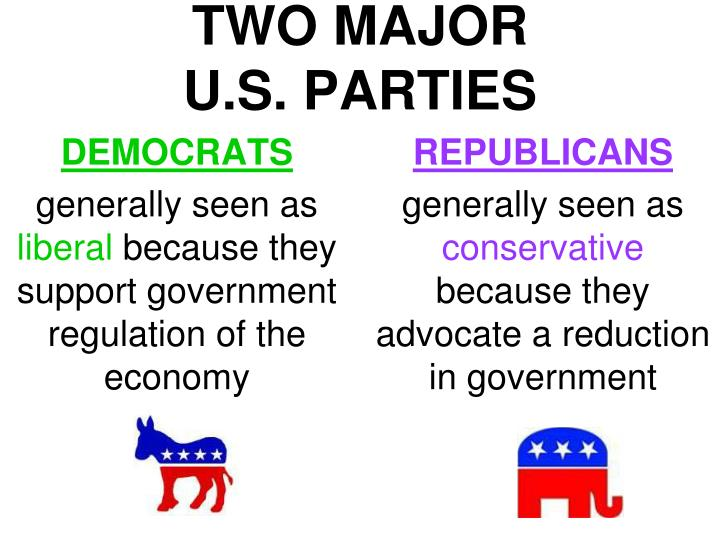 TWO MAJOR
U.S. PARTIES
DEMOCRATS
generally seen as
liberal because they
support government
regulation of the
economy
REPUBLICANS
generally seen as
conservative
because they
advocate a reduction
in government